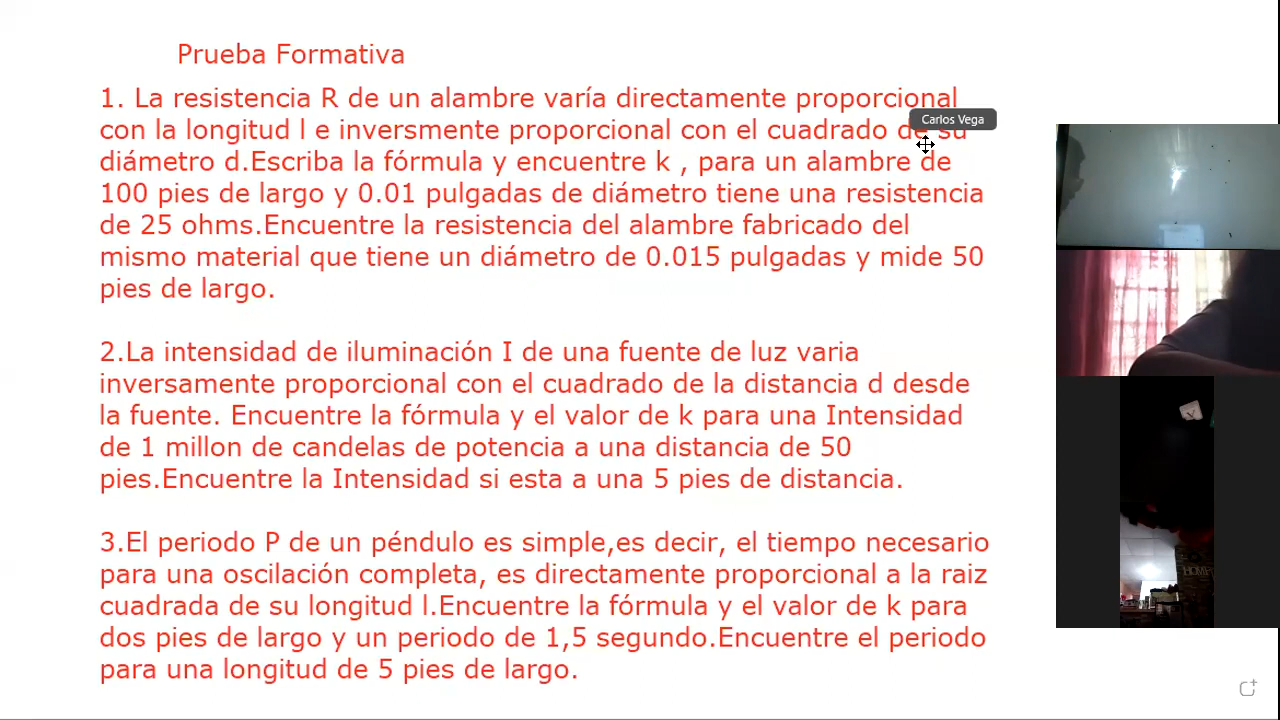 Prueba Formativa
1. La resistencia R de un alambre varía directamente proporcional
Carlos Vega
con la longitud l e inversmente proporcional con el cuadrado de su
diámetro d.Escriba la fórmula y encuentre k , para un alambre de
100 pies de largo y 0.01 pulgadas de diámetro tiene una resistencia
de 25 ohms.Encuentre la resistencia del alambre fabricado del
mismo material que tiene un diámetro de 0.015 pulgadas y mide 50
pies de largo.
2.La intensidad de iluminación I de una fuente de luz varia
inversamente proporcional con el cuadrado de la distancia d desde
la fuente. Encuentre la fórmula y el valor de k para una Intensidad
de 1 millon de candelas de potencia a una distancia de 50
pies.Encuentre la Intensidad si esta a una 5 pies de distancia.
3.El periodo P de un péndulo es simple,es decir, el tiempo necesario
para una oscilación completa, es directamente proporcional a la raiz
cuadrada de su longitud l.Encuentre la fórmula y el valor de k para
dos pies de largo y un periodo de 1,5 segundo.Encuentre el periodo
para una longitud de 5 pies de largo.